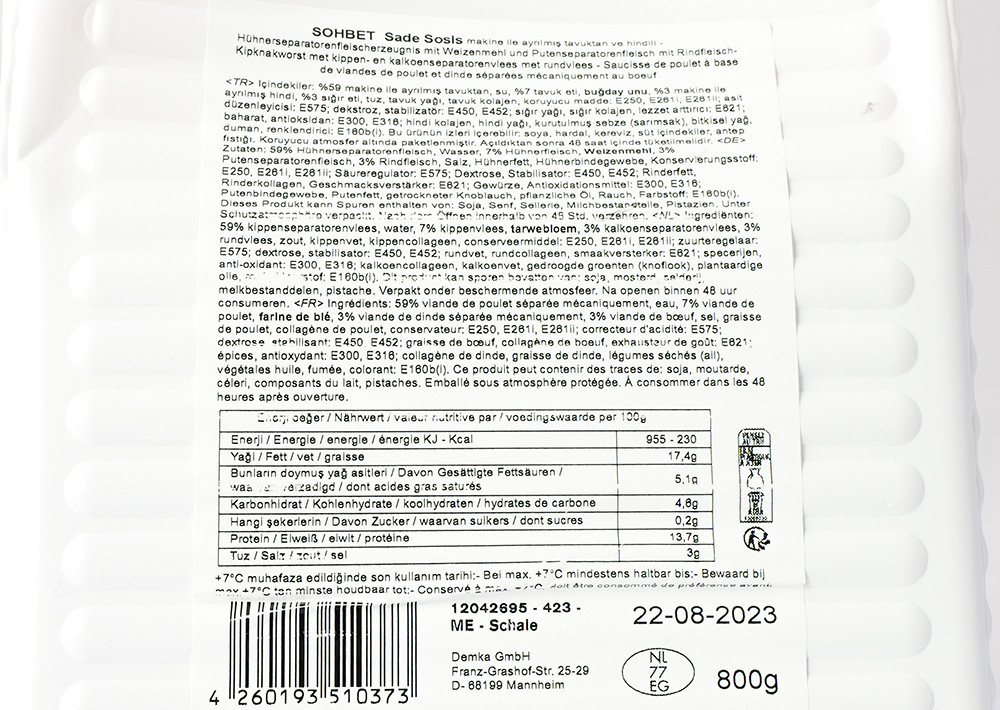 SOHBET Sade Sosis makine ile ayrılmış tavuktan ve hindili -
Hühnerseparatorenfleischerzeugnis mit Weizenmehl und Putenseparatorenfleisch mit Rindfleisch-
Kipknakworst met kippen- en kalkoenseparatorenvlees met rundvlees - Saucisse de poulet à base
de viandes de poulet et dinde séparées mécaniquement au boeuf
<TR> İçindekiler: %59 makine ile ayrılmış tavuktan, su, %7 tavuk eti, buğday unu, %3 makine ile
ayrılmış hindi, %3 sığır eti, tuz, tavuk yağı, tavuk kolajen, koruyucu madde: E250, E261i, E261ii; asit
düzenleyicisi: E575; dekstroz, stabilizatör: E450, E452; sığır yağı, sığır kolajen, lezzet arttırıcı: E621;
baharat, antioksidan: E300, E316; hindi kolajen, hindi yağı, kurutulmuş sebze (sarımsak), bitkisel yağ,
duman, renklendirici: E160b(i). Bu ürünün izleri içerebilir: soya, hardal, kereviz, süt içindekiler, antep
fıstığı. Koruyucu atmosfer altında paketlenmiştir. Açıldıktan sonra 48 saat içinde tüketilmelidir. <DE>
Zutaten: 59% Hühnerseparatorenfleisch, Wasser, 7% Hühnerfleisch, Weizenmehl, 3%
Putenseparatorenfleisch, 3% Rindfleisch, Salz, Hühnerfett, Hühnerbindegewebe, Konservierungsstoff:
E250, E261i, E261ii; Säureregulator: E575; Dextrose, Stabilisator: E450, E452; Rinderfett,
Rinderkollagen, Geschmacksverstärker: E621; Gewürze, Antioxidationsmittel: E300, E316;
Putenbindegewebe, Putenfett, getrockneter Knoblauch, pflanzliche Öl, Rauch, Farbstoff: E160b(i).
Dieses Produkt kann Spuren enthalten von: Soja, Senf, Sellerie, Milchbestandteile, Pistazien. Unter
Schutzatmosphäre verpackt. Nach dem Öffnen innerhalb von 48 Std. verzehren. <NL> Ingrediënten:
59% kippenseparatorenvlees, water, 7% kippenvlees, tarwebloem, 3% kalkoenseparatorenvlees, 3%
rundvlees, zout, kippenvet, kippencollageen, conserveermiddel: E250, E261i, E261ii; zuurteregelaar:
E575; dextrose, stabilisator: E450, E452; rundvet, rundcollageen, smaakversterker: E621; specerijen,
anti-oxidant: E300, E316; kalkoencollageen, kalkoenvet, gedroogde groenten (knoflook), plantaardige
olie, E160b(i). Dit product kan sporen bevatten van: soja, mosterd, selderij,
melkbestanddelen, pistache. Verpakt onder beschermende atmosfeer. Na openen binnen 48 uur
consumeren. <FR> Ingrédients: 59% viande de poulet séparée mécaniquement, eau, 7% viande de
poulet, farine de blé, 3% viande de dinde séparée mécaniquement, 3% viande de bœuf, sel, graisse
de poulet, collagène de poulet, conservateur: E250, E261i, E261ii; correcteur d'acidité: E575;
dextrose stabilisant: E450 E452; graisse de bœuf, collagène de boeuf, exhausteur de goût: E621;
épices, antioxydant: E300, E316; collagène de dinde, graisse de dinde, légumes séchés (ail),
végétales huile, fumée, colorant: E160b(i). Ce produit peut contenir des traces de: soja, moutarde,
céleri, composants du lait, pistaches. Emballé sous atmosphère protégée. À consommer dans les 48
heures après ouverture.
Enerji değer / Nährwert / valeur nutritive par / voedingswaarde per 100g
Enerji / Energie / energie / énergie KJ - Kcal 955 - 230
Yağı / Fett / vet / graisse 17,4g
Bunların doymuş yağ asitleri / Davon Gesättigte Fettsäuren /
verzadigd / dont acides gras saturés 5,1g
Karbonhidrat / Kohlenhydrate / koolhydraten / hydrates de carbone 4,6g
Hangi şekerlerin / Davon Zucker / waarvan suikers / dont sucres 0,2g
Protein / Eiweiß / eiwit / protéine 13,7g
Tuz / Salz / zout / sel 3g
+7°C muhafaza edildiğinde son kullanım tarihi:- Bei max. +7°C mindestens haltbar bis:- Bewaard bij
max +7°C ten minste houdbaar tot:- Conservé à max. +7°C, doit être consommé de préférence avant,
12042695 - 423 -
ME - Schale
22-08-2023
Demka GmbH
Franz-Grashof-Str. 25-29
D- 68199 Mannheim
NL
77
EG
800g
4 260193 510373